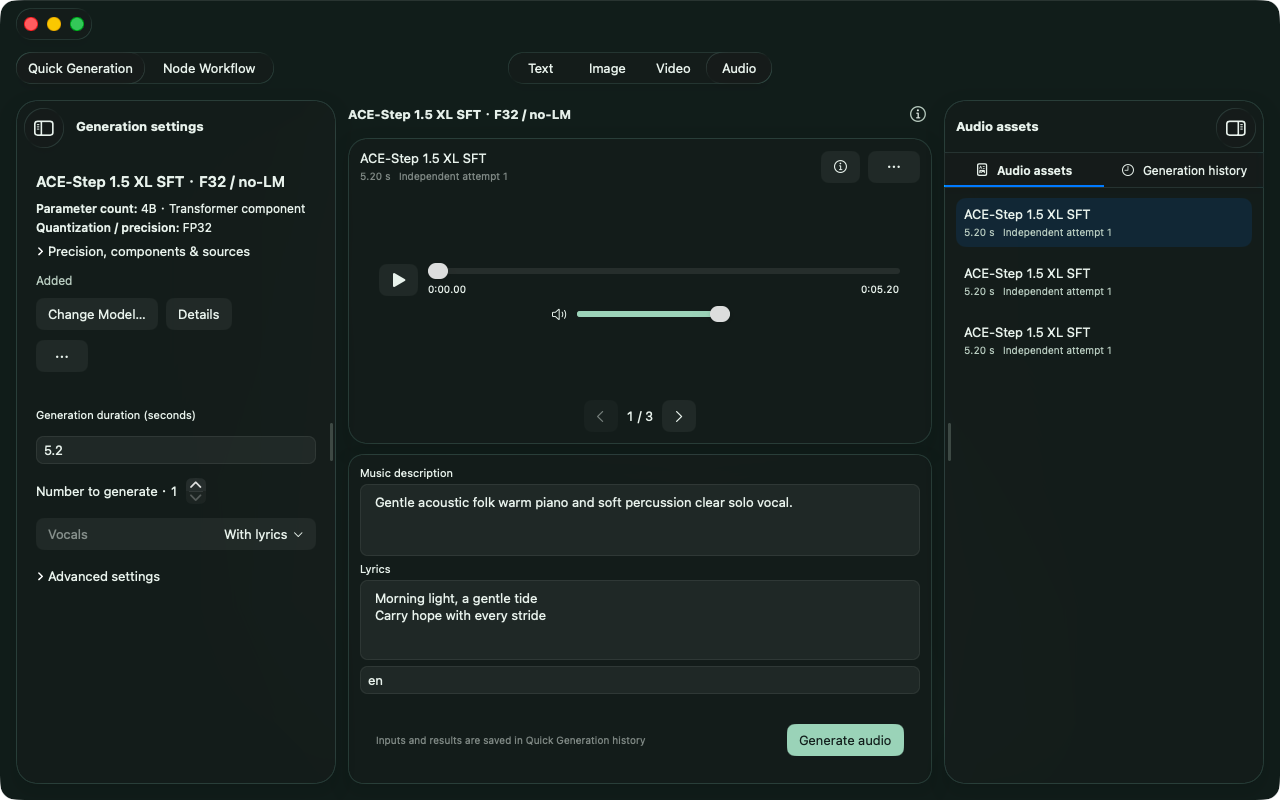 Quick Generation
Node Workflow
Text
Image
Video
Audio
Generation settings
ACE-Step 1.5 XL SFT · F32 / no-LM
Parameter count: 4B · Transformer component
Quantization / precision: FP32
Precision, components & sources
Added
Change Model...
Details
...
Generation duration (seconds)
5.2
Number to generate · 1
Vocals
With lyrics
Advanced settings
ACE-Step 1.5 XL SFT · F32 / no-LM
ACE-Step 1.5 XL SFT
5.20 s Independent attempt 1
...
0:00.00
0:05.20
1 / 3
Music description
Gentle acoustic folk warm piano and soft percussion clear solo vocal.
Lyrics
Morning light, a gentle tide
Carry hope with every stride
en
Inputs and results are saved in Quick Generation history
Generate audio
Audio assets
Audio assets
Generation history
ACE-Step 1.5 XL SFT
5.20 s Independent attempt 1
ACE-Step 1.5 XL SFT
5.20 s Independent attempt 1
ACE-Step 1.5 XL SFT
5.20 s Independent attempt 1